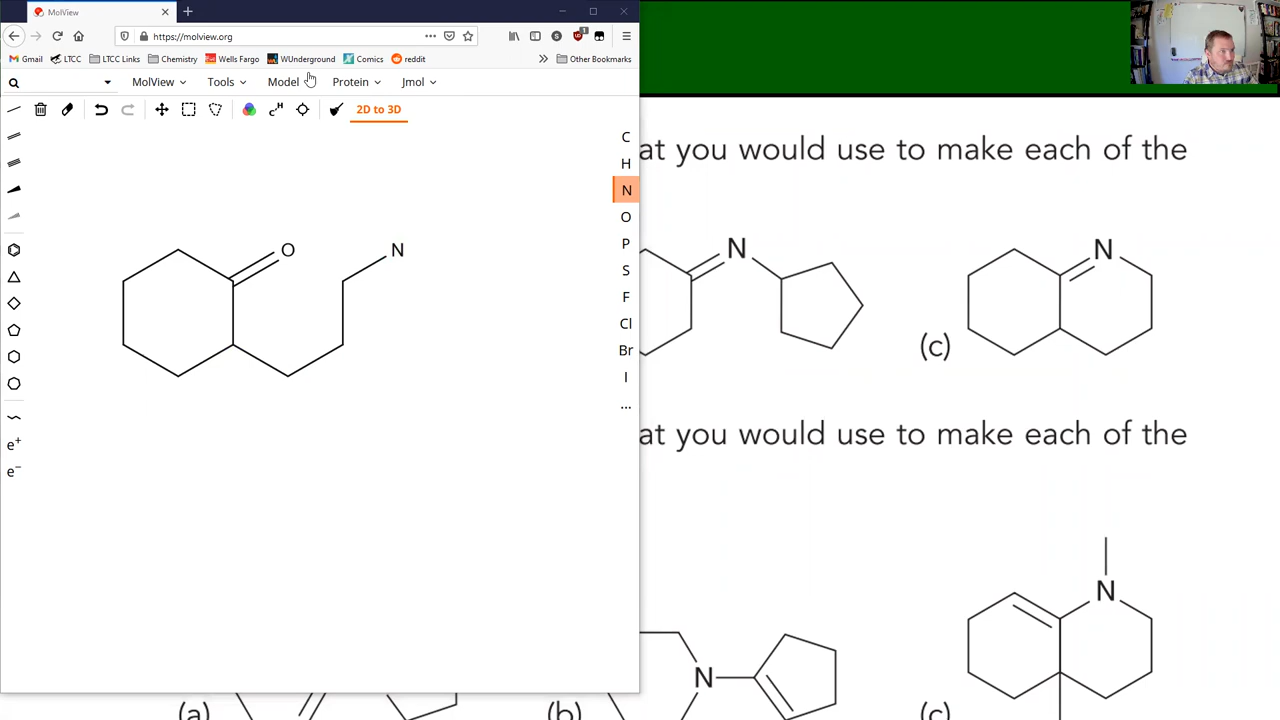 MolView
https://molview.org
Gmail LTCC LTCC Links Chemistry Wells Fargo WUnderground Comics reddit Other Bookmarks
MolView Tools Model Protein Jmol
C H 2D to 3D
C
H
N
O
P
S
F
Cl
Br
I
...
e+
e−
O
N
at you would use to make each of the
N
N
(c)
at you would use to make each of the
N
N
(a) (b) (c)